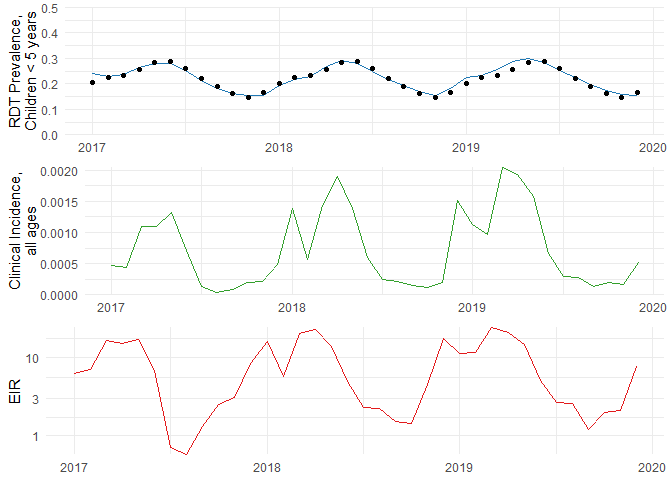 RDT Prevalence,
Children < 5 years
0.5
0.4
0.3
0.2
0.1
0.0
2017 2018 2019 2020
Clinical Incidence,
all ages
0.0020
0.0015
0.0010
0.0005
0.0000
2017 2018 2019 2020
EIR
10
3
1
2017 2018 2019 2020